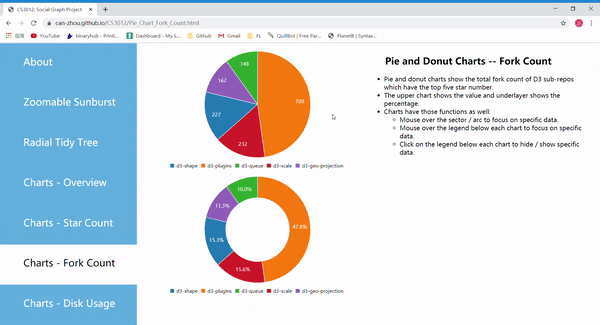 CS3012: Social Graph Project
can-zhou.github.io/CS3012/Pie_Chart_Fork_Count.html
应用
YouTube
binaryhub - Printi...
Dashboard - My S...
Github
Gmail
FL
QuillBot | Free Par...
PlanetB | Syntax...
About
Zoomable Sunburst
Radial Tidy Tree
Charts - Overview
Charts - Star Count
Charts - Fork Count
Charts - Disk Usage
148
167
227
232
709
d3-shape d3-plugins d3-queue d3-scale d3-geo-projection
10.0%
11.3%
15.3%
15.6%
47.8%
d3-shape d3-plugins d3-queue d3-scale d3-geo-projection
Pie and Donut Charts -- Fork Count
Pie and donut charts show the total fork count of D3 sub-repos
which have the top five star number.
The upper chart shows the value and underlayer shows the
percentage.
Charts have those functions as well:
Mouse over the sector / arc to focus on specific data.
Mouse over the legend below each chart to focus on specific
data.
Click on the legend below each chart to hide / show specific
data.